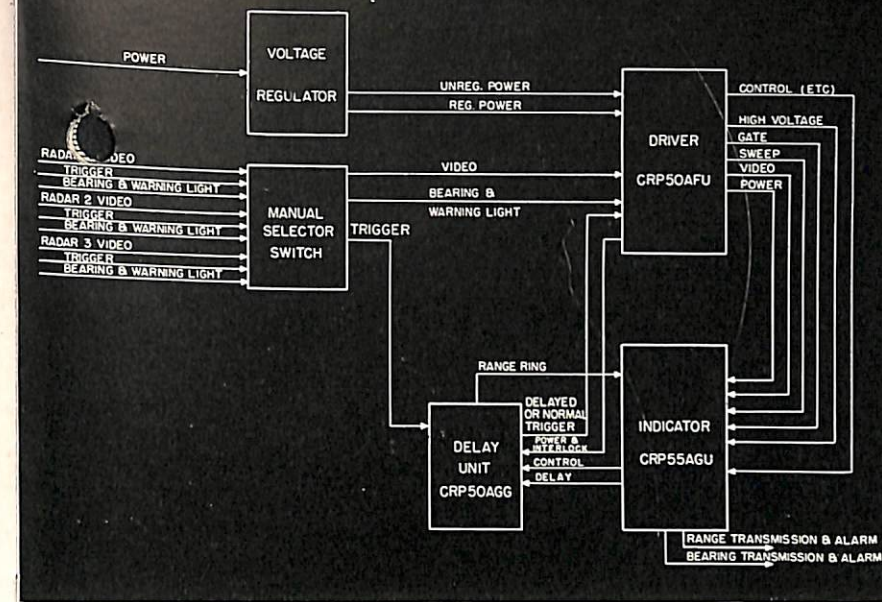 POWER
VOLTAGE
REGULATOR
UNREG. POWER
REG. POWER
DRIVER
CRP50AFU
CONTROL (ETC)
HIGH VOLTAGE
GATE
SWEEP
VIDEO
POWER
RADAR
TRIGGER
BEARING & WARNING LIGHT
RADAR 2 VIDEO
TRIGGER
BEARING & WARNING LIGHT
RADAR 3 VIDEO
TRIGGER
BEARING & WARNING LIGHT
MANUAL
SELECTOR
SWITCH
VIDEO
BEARING &
WARNING LIGHT
TRIGGER
RANGE RING
DELAYED
OR NORMAL
TRIGGER
POWER &
INTERLOCK
CONTROL
DELAY
DELAY
UNIT
CRP50AGG
INDICATOR
CRP55AGU
RANGE TRANSMISSION & ALARM
BEARING TRANSMISSION & ALARM